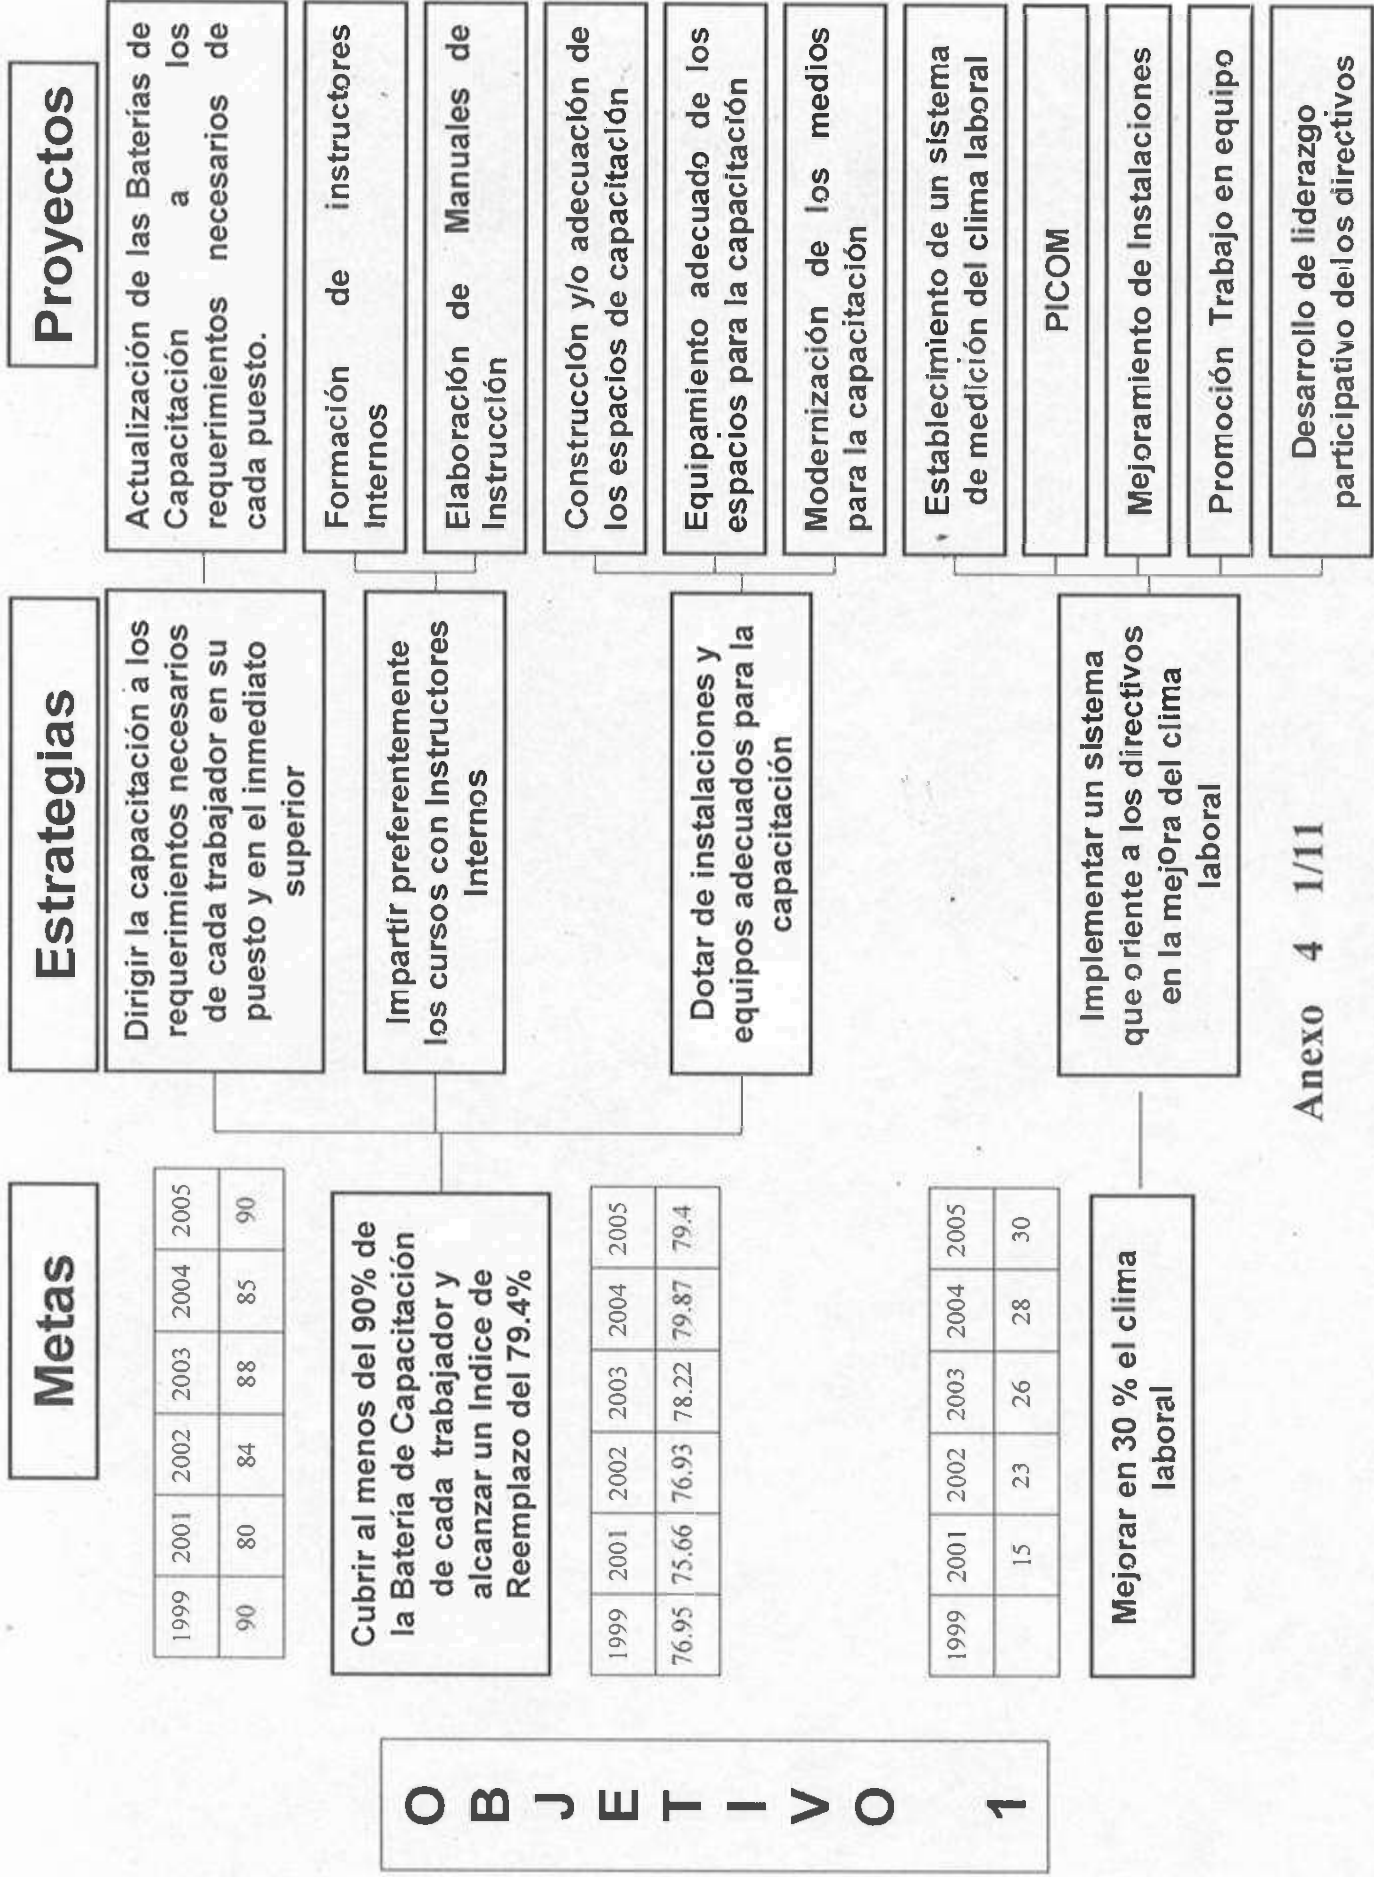 OBJETIVO 1
Metas
1999 2001 2002 2003 2004 2005
90 80 84 88 85 90
Cubrir al menos del 90% de
la Batería de Capacitación
de cada trabajador y
alcanzar un Indice de
Reemplazo del 79.4%
1999 2001 2002 2003 2004 2005
76.95 75.66 76.93 78.22 79.87 79.4
1999 2001 2002 2003 2004 2005
15 23 26 28 30
Mejorar en 30 % el clima
laboral
Estrategias
Dirigir la capacitación a los
requerimientos necesarios
de cada trabajador en su
puesto y en el inmediato
superior
Impartir preferentemente
los cursos con Instructores
Internos
Dotar de instalaciones y
equipos adecuados para la
capacitación
Implementar un sistema
que oriente a los directivos
en la mejora del clima
laboral
Proyectos
Actualización de las Baterías de
Capacitación a los
requerimientos necesarios de
cada puesto.
Formación de instructores
Internos
Elaboración de Manuales de
Instrucción
Construcción y/o adecuación de
los espacios de capacitación
Equipamiento adecuado de los
espacios para la capacitación
Modernización de los medios
para la capacitación
Establecimiento de un sistema
de medición del clima laboral
PICOM
Mejoramiento de Instalaciones
Promoción Trabajo en equipo
Desarrollo de liderazgo
participativo de los directivos
Anexo 4 1/11